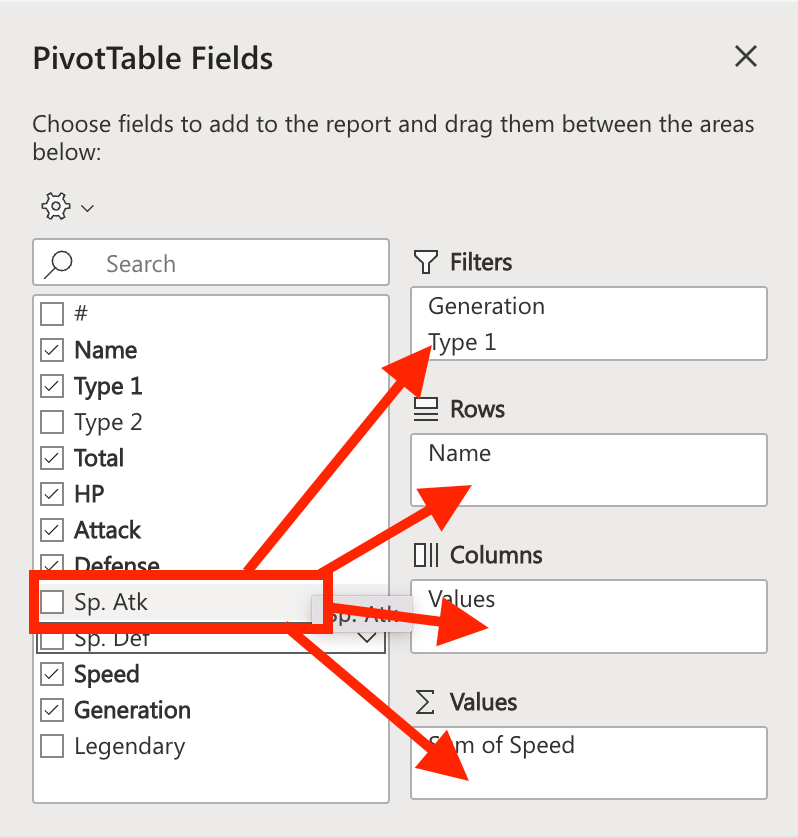 PivotTable Fields
Choose fields to add to the report and drag them between the areas
below:
Search
#
Name
Type 1
Type 2
Total
HP
Attack
Defense
Sp. Atk
Sp. Atk
Sp. Def
Speed
Generation
Legendary
Filters
Generation
Type 1
Rows
Name
Columns
Values
Values
Sum of Speed